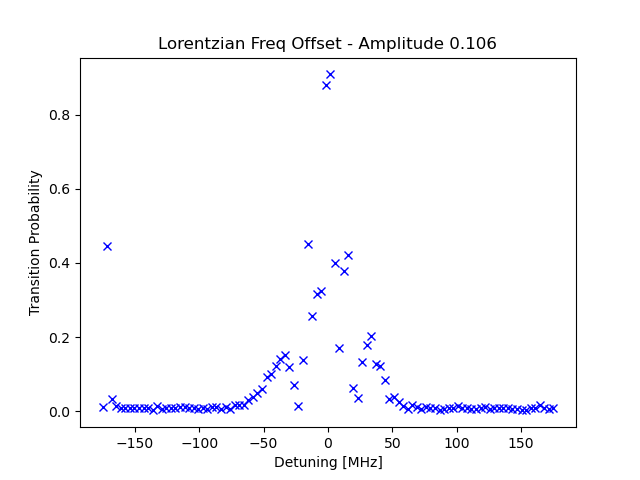 Lorentzian Freq Offset - Amplitude 0.106
Transition Probability
0.8
0.6
0.4
0.2
0.0
−150 −100 −50 0 50 100 150
Detuning [MHz]